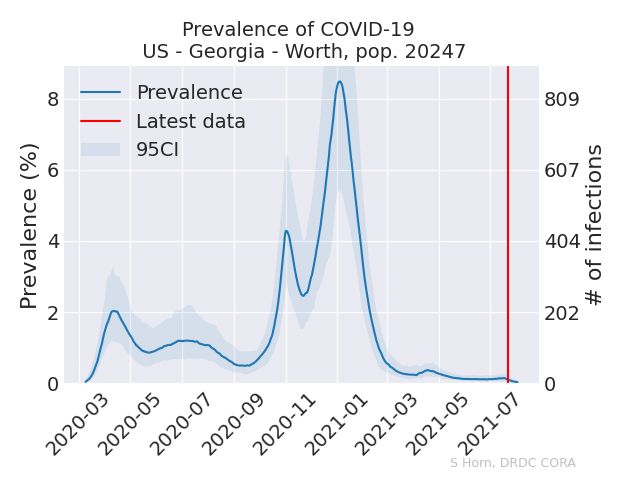 Prevalence of COVID-19
US - Georgia - Worth, pop. 20247
Prevalence
Latest data
95CI
Prevalence (%)
8
6
4
2
0
809
607
404
202
0
# of infections
2020-03
2020-05
2020-07
2020-09
2020-11
2021-01
2021-03
2021-05
2021-07
S Horn, DRDC CORA